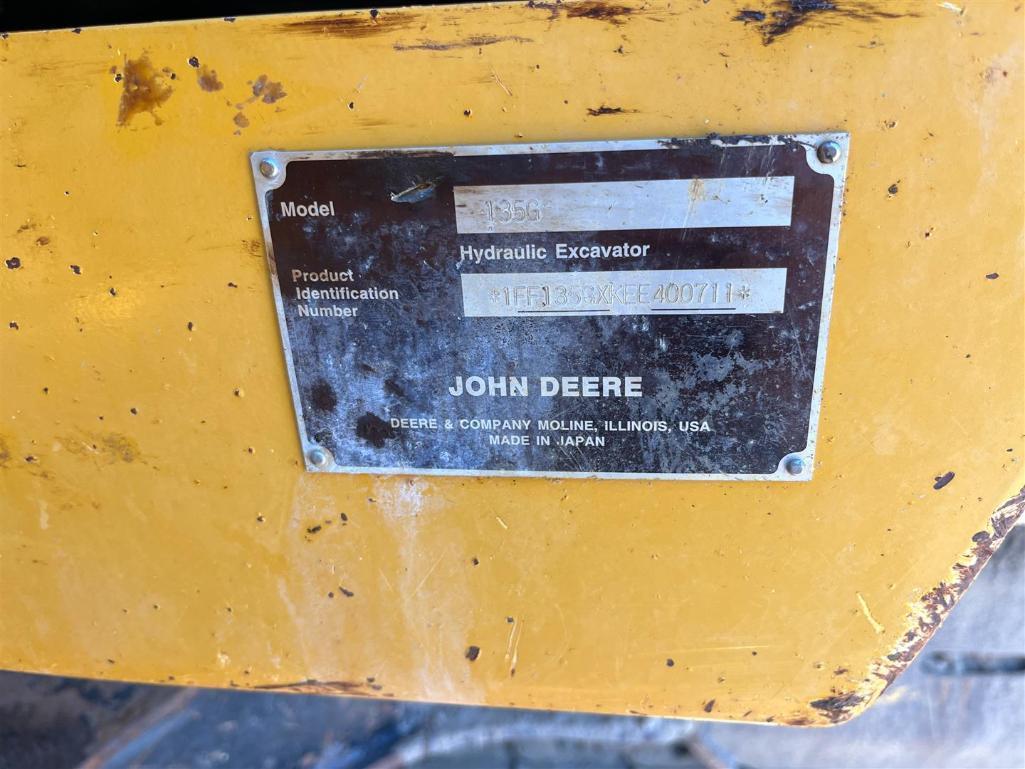 Model 135G
Hydraulic Excavator
Product
Identification
Number
*1FF135GXKEE400711*
JOHN DEERE
DEERE & COMPANY MOLINE, ILLINOIS, USA
MADE IN JAPAN